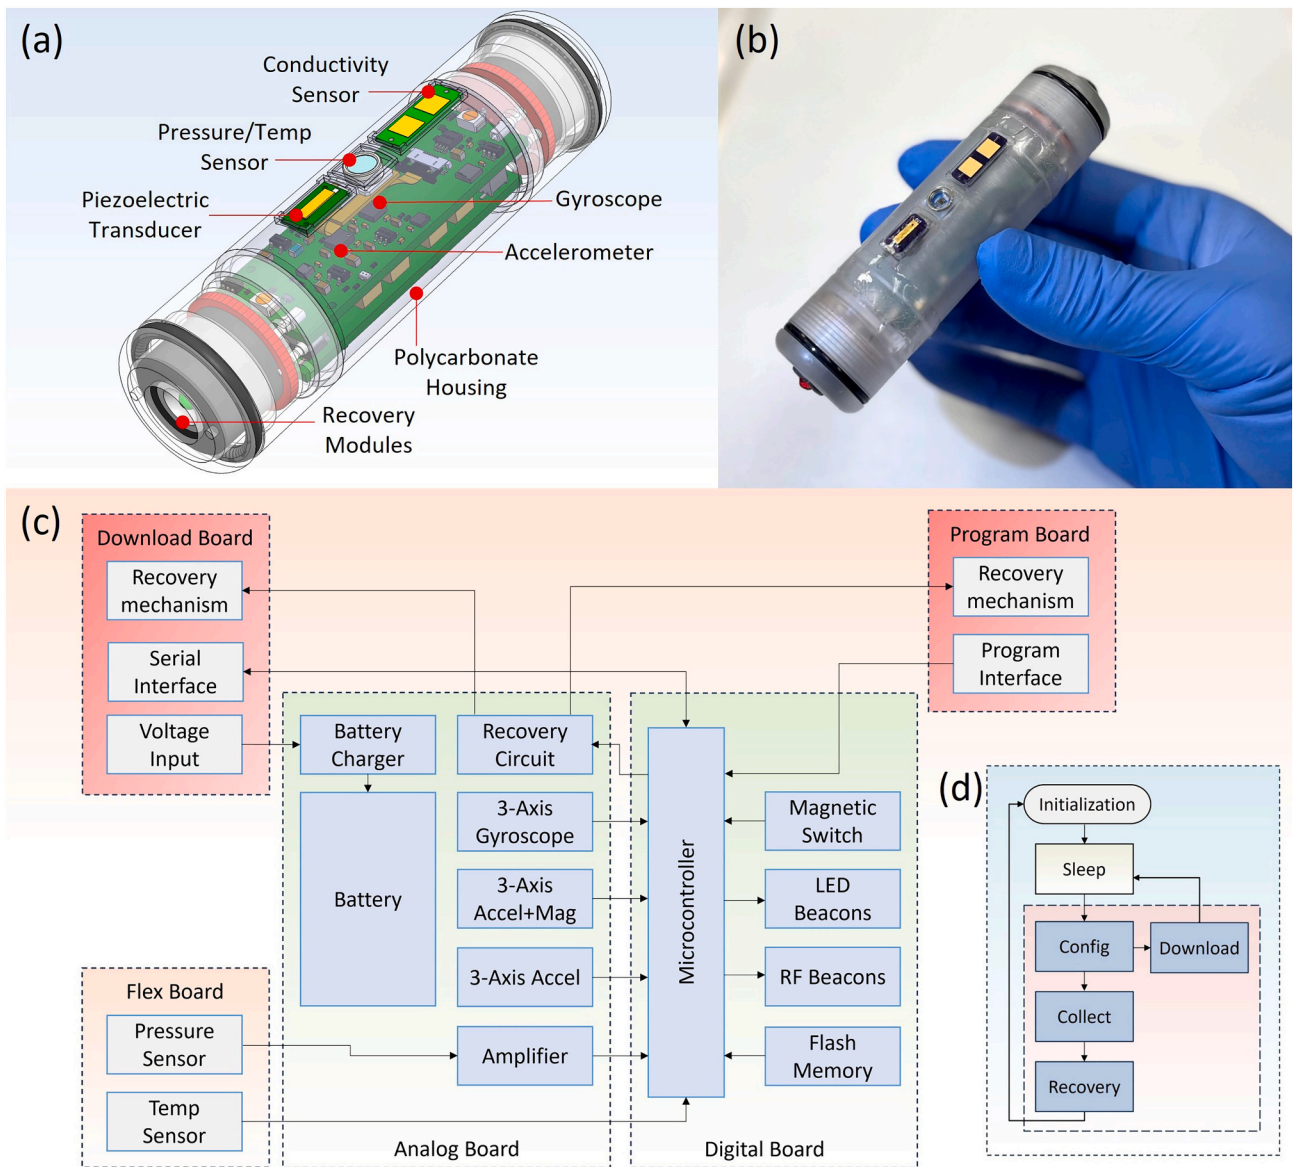 (a)
Conductivity
Sensor
Pressure/Temp
Sensor
Piezoelectric
Transducer
Gyroscope
Accelerometer
Polycarbonate
Housing
Recovery
Modules
(b)
(c)
Download Board
Recovery
mechanism
Serial
Interface
Voltage
Input
Program Board
Recovery
mechanism
Program
Interface
Battery
Charger
Battery
Recovery
Circuit
3-Axis
Gyroscope
3-Axis
Accel+Mag
3-Axis Accel
Amplifier
Analog Board
Microcontroller
Magnetic
Switch
LED
Beacons
RF Beacons
Flash
Memory
Digital Board
Flex Board
Pressure
Sensor
Temp
Sensor
(d)
Initialization
Sleep
Config
Download
Collect
Recovery